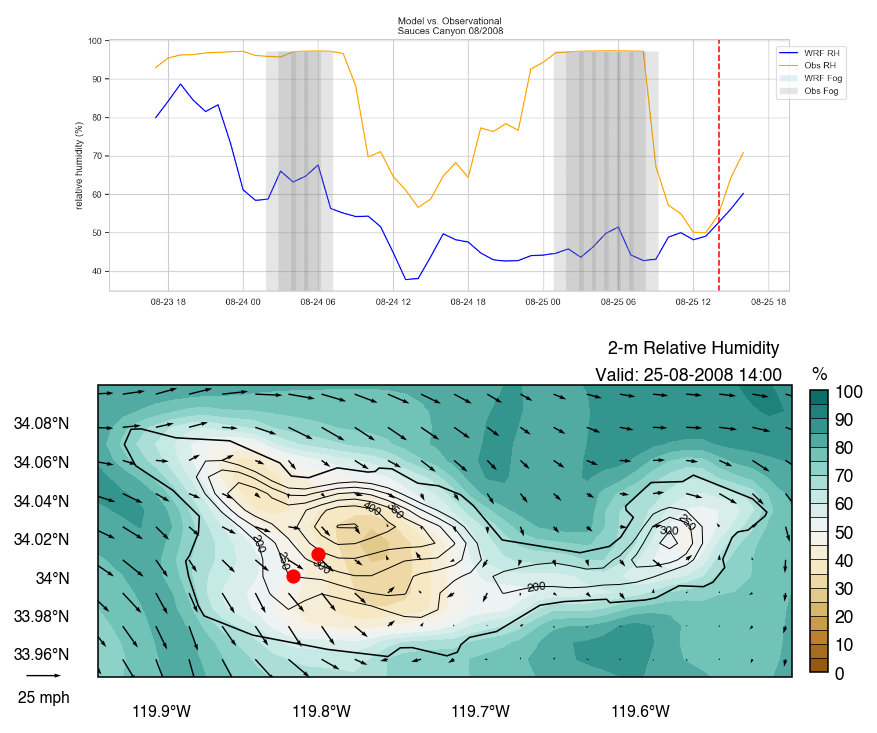 Model vs. Observational
Sauces Canyon 08/2008
100
90
80
70
60
50
40
relative humidity (%)
08-23 18
08-24 00
08-24 06
08-24 12
08-24 18
08-25 00
08-25 06
08-25 12
08-25 18
WRF RH
Obs RH
WRF Fog
Obs Fog
2-m Relative Humidity
Valid: 25-08-2008 14:00
%
34.08°N
34.06°N
34.04°N
34.02°N
34°N
33.98°N
33.96°N
25 mph
119.9°W
119.8°W
119.7°W
119.6°W
400
350
200
250
300
200
250
300
100
90
80
70
60
50
40
30
20
10
0